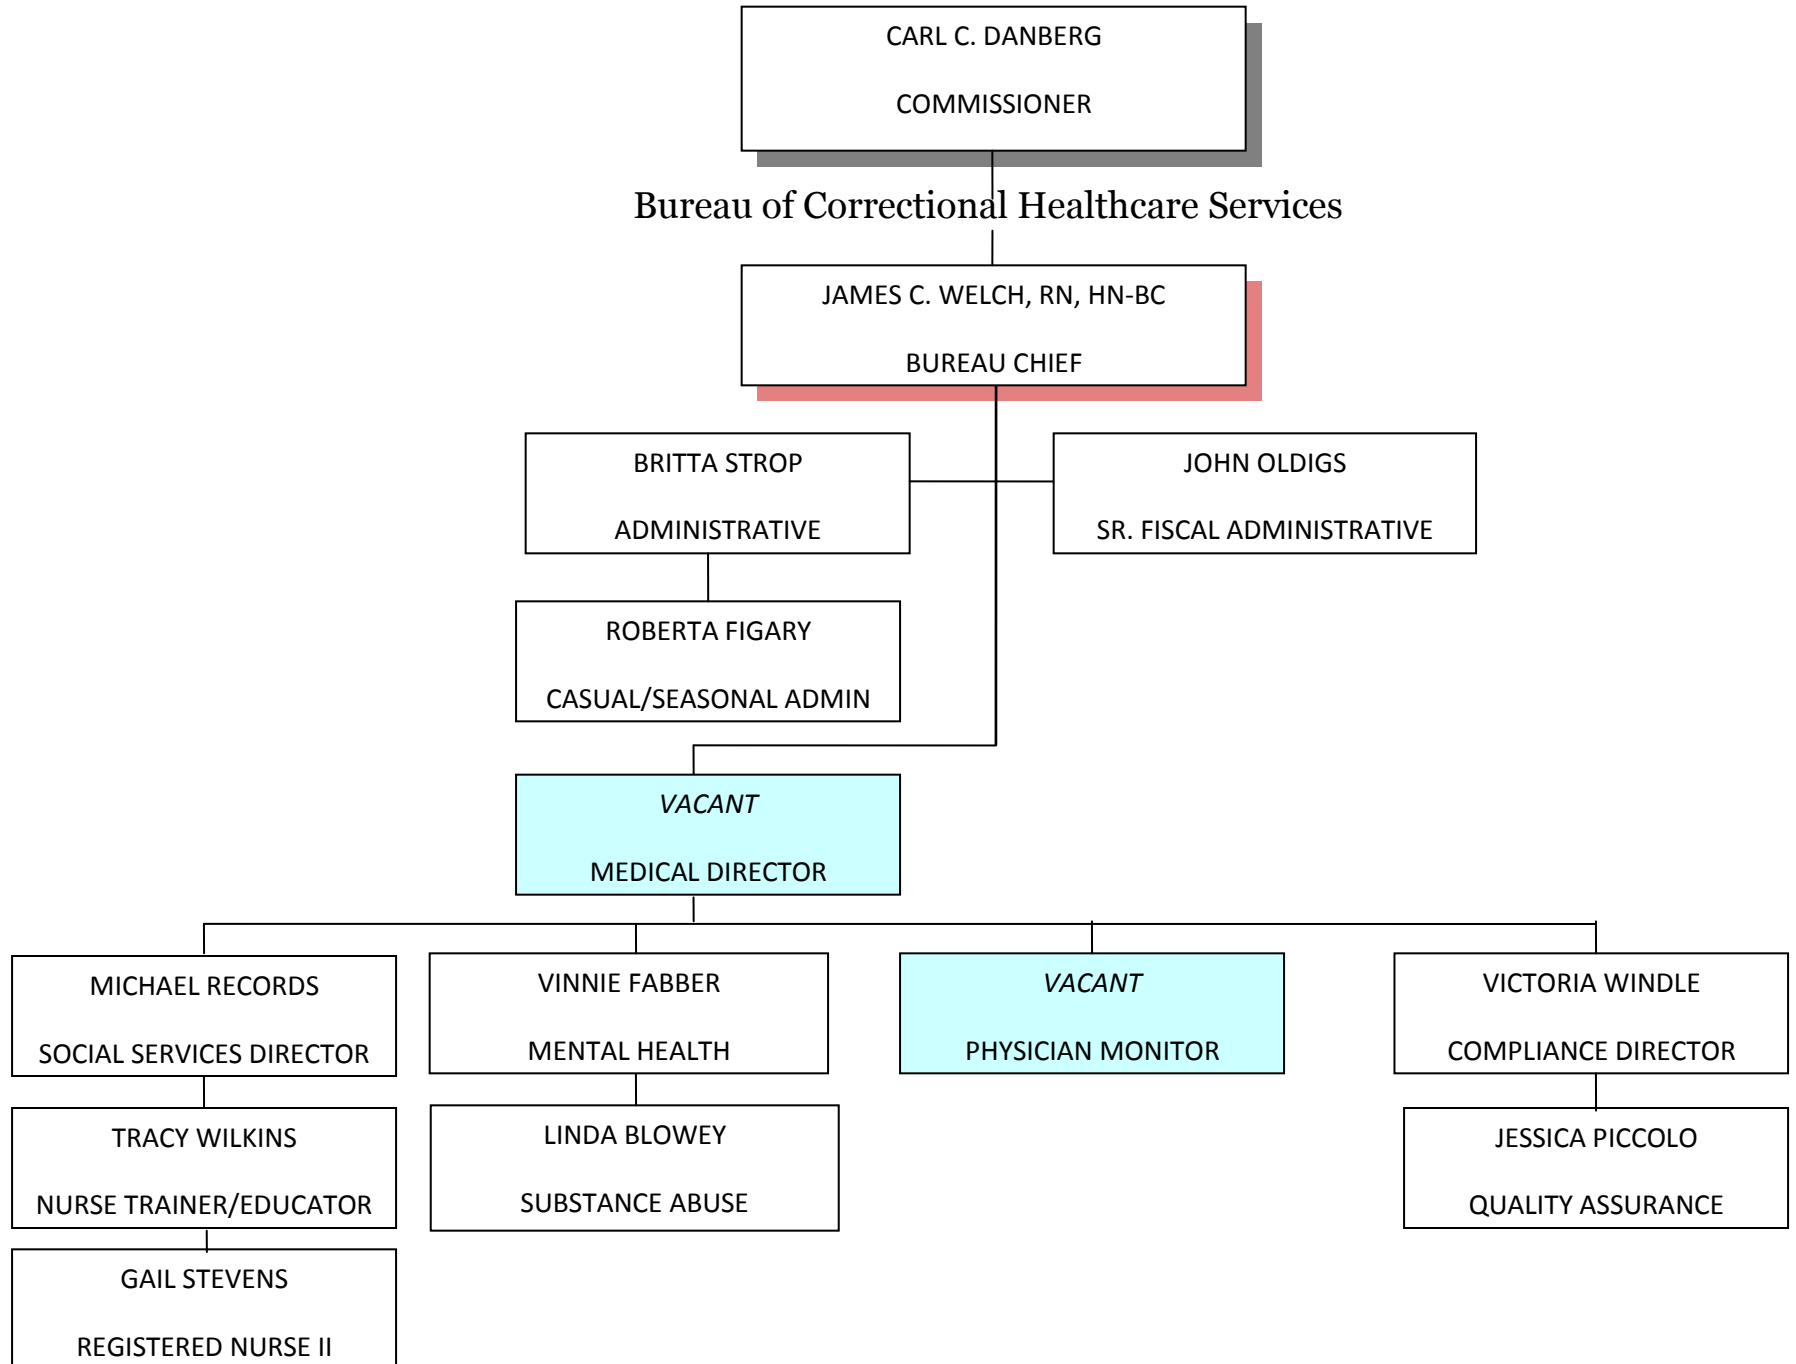 CARL C. DANBERG
COMMISSIONER
Bureau of Correctional Healthcare Services
JAMES C. WELCH, RN, HN-BC
BUREAU CHIEF
BRITTA STROP
ADMINISTRATIVE
JOHN OLDIGS
SR. FISCAL ADMINISTRATIVE
ROBERTA FIGARY
CASUAL/SEASONAL ADMIN
VACANT
MEDICAL DIRECTOR
MICHAEL RECORDS
SOCIAL SERVICES DIRECTOR
VINNIE FABBER
MENTAL HEALTH
VACANT
PHYSICIAN MONITOR
VICTORIA WINDLE
COMPLIANCE DIRECTOR
TRACY WILKINS
NURSE TRAINER/EDUCATOR
LINDA BLOWEY
SUBSTANCE ABUSE
JESSICA PICCOLO
QUALITY ASSURANCE
GAIL STEVENS
REGISTERED NURSE II